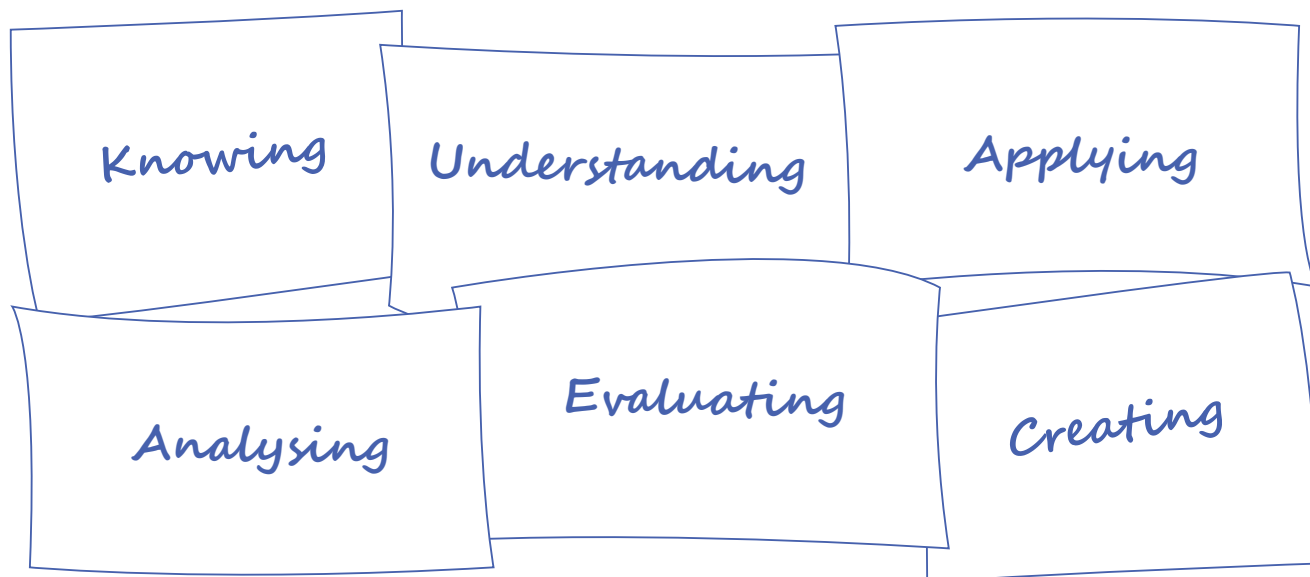 Knowing
Understanding
Applying
Analysing
Evaluating
Creating